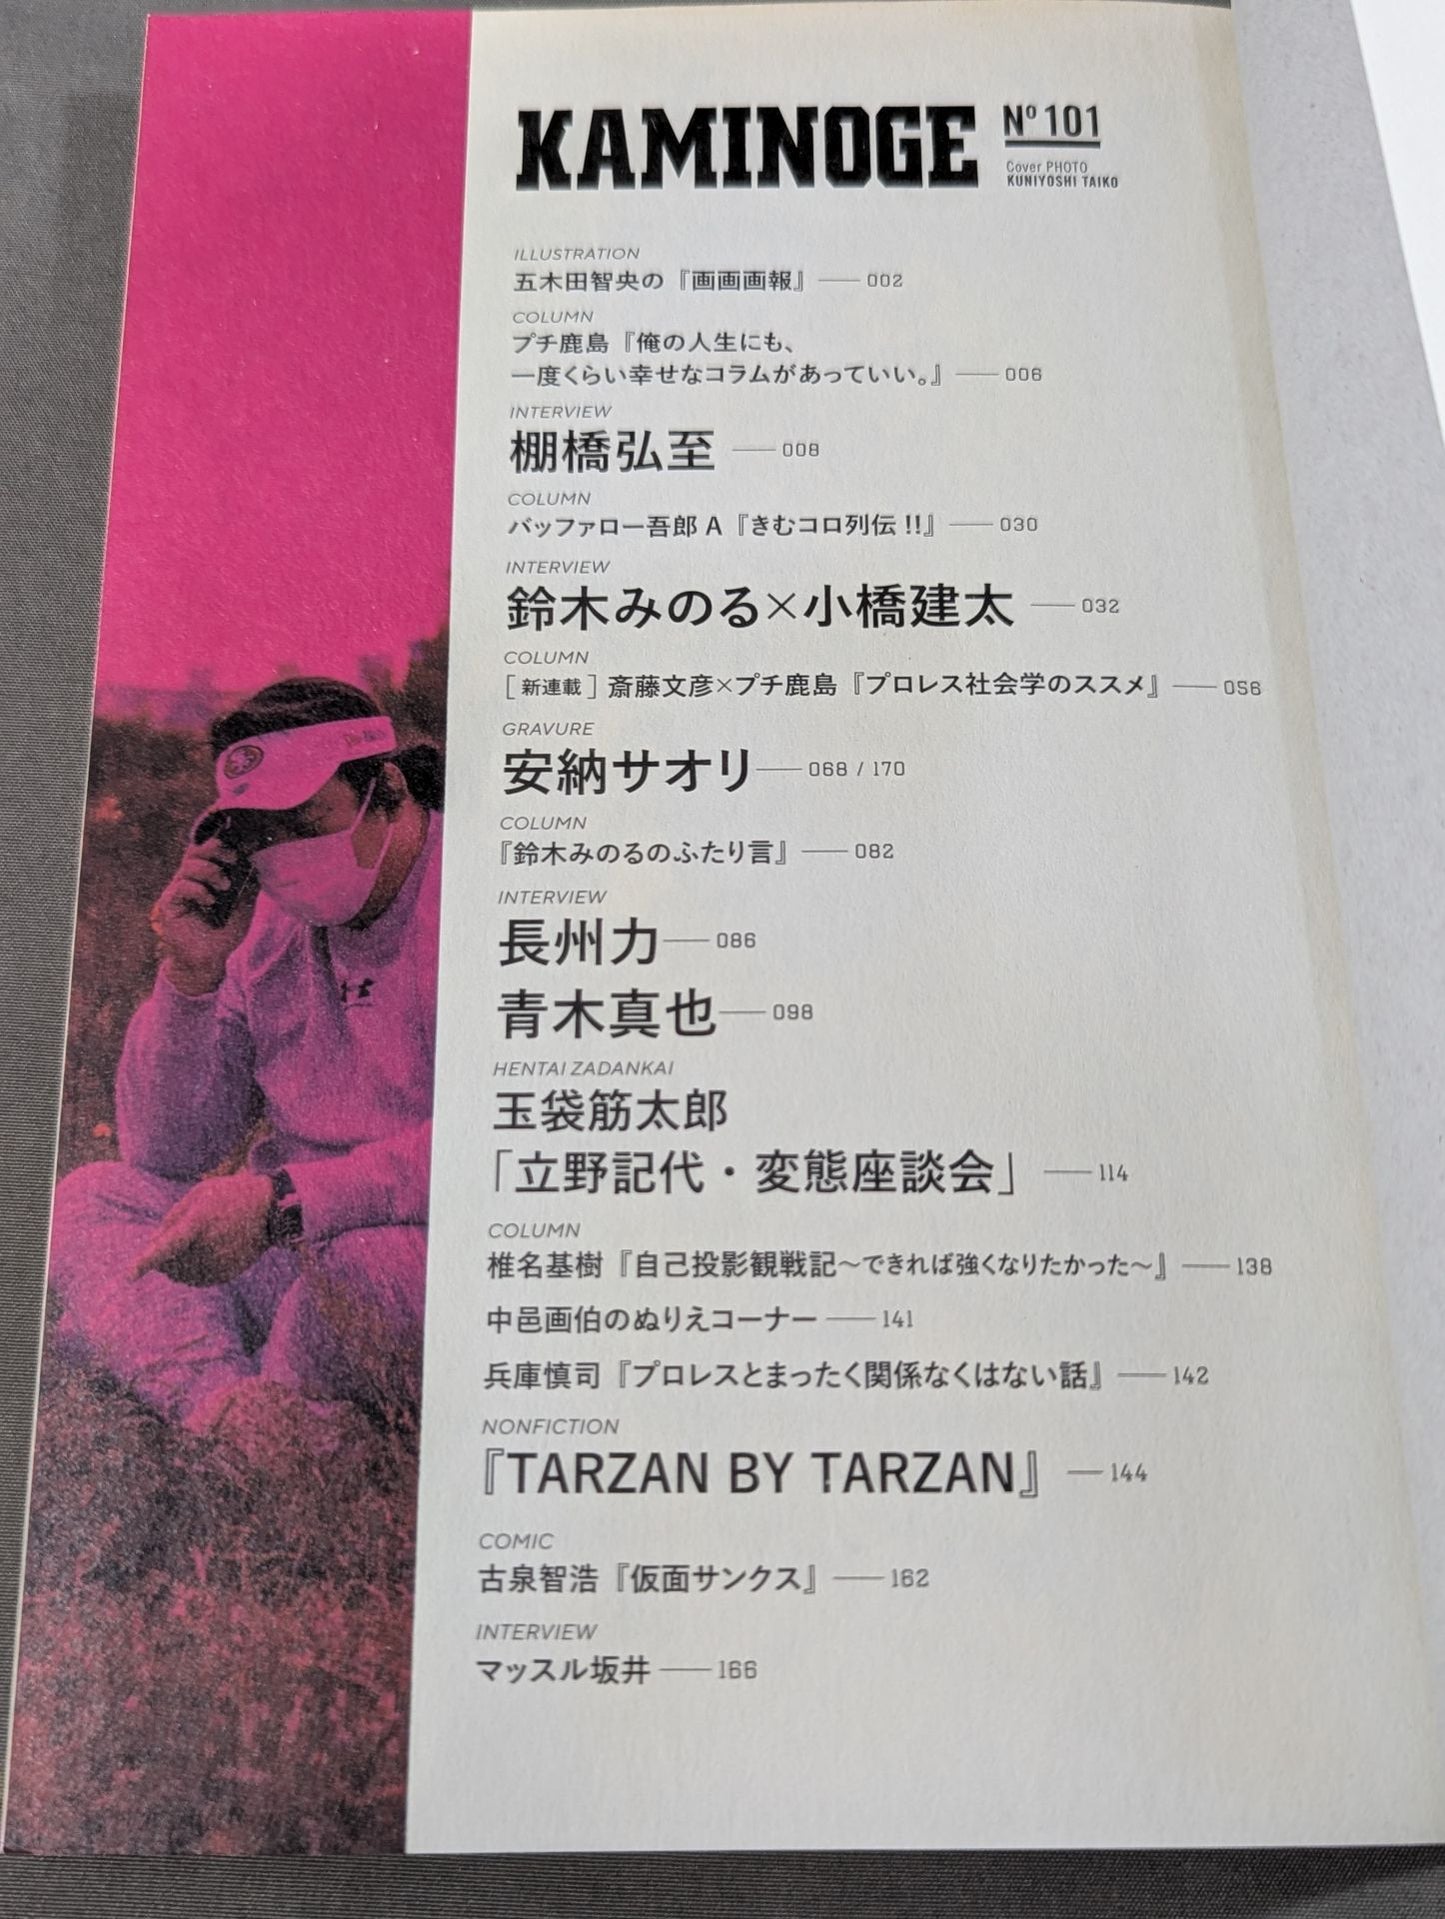 KAMINOGE Nº 101
Cover PHOTO
KUNIYOSHI TAIKO
ILLUSTRATION
五木田智央の『画画画報』 —— 002
COLUMN
プチ鹿島『俺の人生にも、
一度くらい幸せなコラムがあっていい。』 —— 006
INTERVIEW
棚橋弘至 —— 008
COLUMN
バッファロー吾郎 A『きむコロ列伝 !!』 —— 030
INTERVIEW
鈴木みのる×小橋建太 —— 032
COLUMN
［新連載］斎藤文彦×プチ鹿島『プロレス社会学のススメ』 —— 056
GRAVURE
安納サオリ —— 068 / 170
COLUMN
『鈴木みのるのふたり言』 —— 082
INTERVIEW
長州力 —— 086
青木真也 —— 098
HENTAI ZADANKAI
玉袋筋太郎
「立野記代・変態座談会」 —— 114
COLUMN
椎名基樹『自己投影観戦記〜できれば強くなりたかった〜』 —— 138
中邑画伯のぬりえコーナー —— 141
兵庫慎司『プロレスとまったく関係なくはない話』 —— 142
NONFICTION
『TARZAN BY TARZAN』 —— 144
COMIC
古泉智浩『仮面サンクス』 —— 162
INTERVIEW
マッスル坂井 —— 166